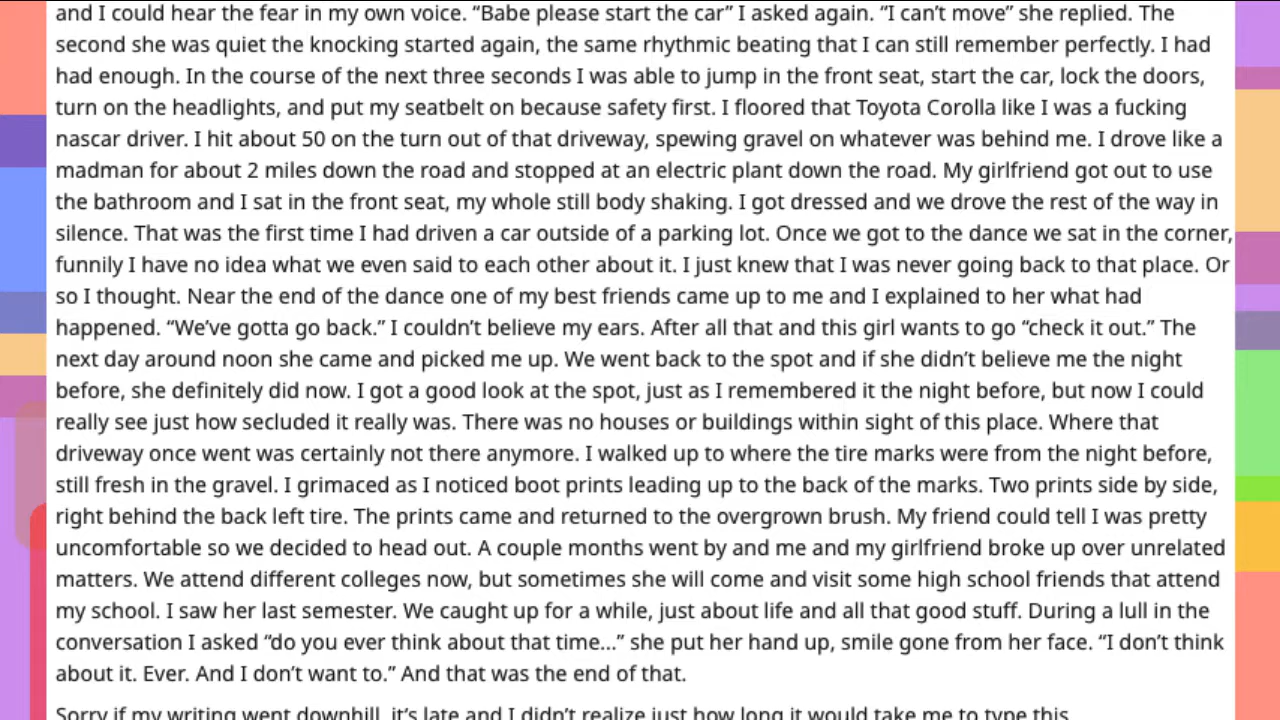 and I could hear the fear in my own voice. “Babe please start the car” I asked again. “I can’t move” she replied. The
second she was quiet the knocking started again, the same rhythmic beating that I can still remember perfectly. I had
had enough. In the course of the next three seconds I was able to jump in the front seat, start the car, lock the doors,
turn on the headlights, and put my seatbelt on because safety first. I floored that Toyota Corolla like I was a fucking
nascar driver. I hit about 50 on the turn out of that driveway, spewing gravel on whatever was behind me. I drove like a
madman for about 2 miles down the road and stopped at an electric plant down the road. My girlfriend got out to use
the bathroom and I sat in the front seat, my whole still body shaking. I got dressed and we drove the rest of the way in
silence. That was the first time I had driven a car outside of a parking lot. Once we got to the dance we sat in the corner,
funnily I have no idea what we even said to each other about it. I just knew that I was never going back to that place. Or
so I thought. Near the end of the dance one of my best friends came up to me and I explained to her what had
happened. “We’ve gotta go back.” I couldn’t believe my ears. After all that and this girl wants to go “check it out.” The
next day around noon she came and picked me up. We went back to the spot and if she didn’t believe me the night
before, she definitely did now. I got a good look at the spot, just as I remembered it the night before, but now I could
really see just how secluded it really was. There was no houses or buildings within sight of this place. Where that
driveway once went was certainly not there anymore. I walked up to where the tire marks were from the night before,
still fresh in the gravel. I grimaced as I noticed boot prints leading up to the back of the marks. Two prints side by side,
right behind the back left tire. The prints came and returned to the overgrown brush. My friend could tell I was pretty
uncomfortable so we decided to head out. A couple months went by and me and my girlfriend broke up over unrelated
matters. We attend different colleges now, but sometimes she will come and visit some high school friends that attend
my school. I saw her last semester. We caught up for a while, just about life and all that good stuff. During a lull in the
conversation I asked “do you ever think about that time...” she put her hand up, smile gone from her face. “I don’t think
about it. Ever. And I don’t want to.” And that was the end of that.
Sorry if my writing went downhill, it’s late and I didn’t realize just how long it would take me to type this